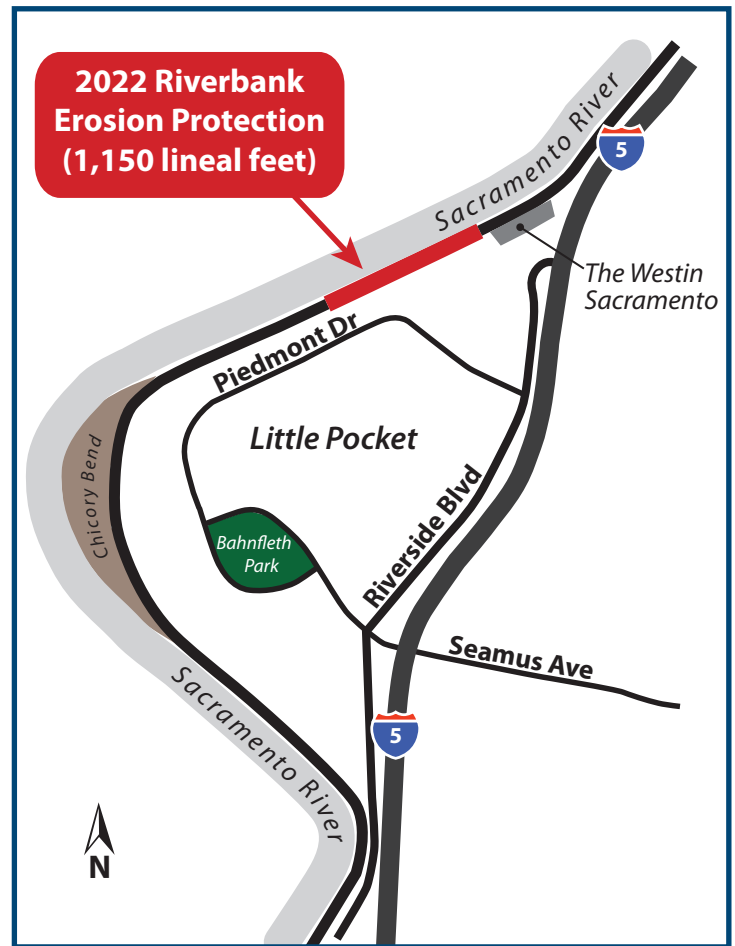 2022 Riverbank
Erosion Protection
(1,150 lineal feet)
Sacramento River
5
The Westin
Sacramento
Piedmont Dr
Little Pocket
Chicory Bend
Riverside Blvd
Bahnfleth
Park
Seamus Ave
Sacramento River
5
N